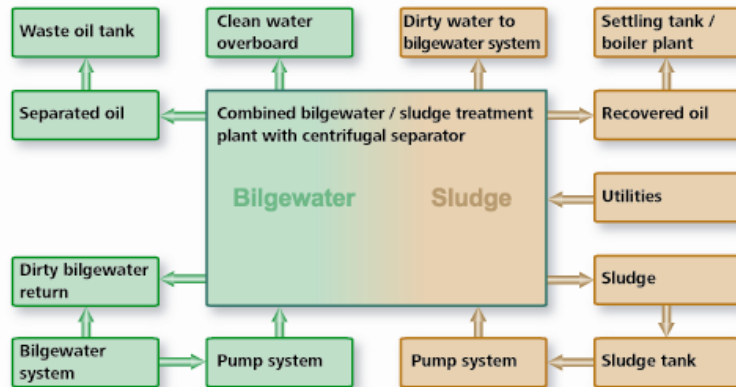 Waste oil tank
Clean water
overboard
Dirty water to
bilgewater system
Settling tank /
boiler plant
Separated oil
Combined bilgewater / sludge treatment
plant with centrifugal separator
Recovered oil
Bilgewater
Sludge
Utilities
Dirty bilgewater
return
Sludge
Bilgewater
system
Pump system
Pump system
Sludge tank